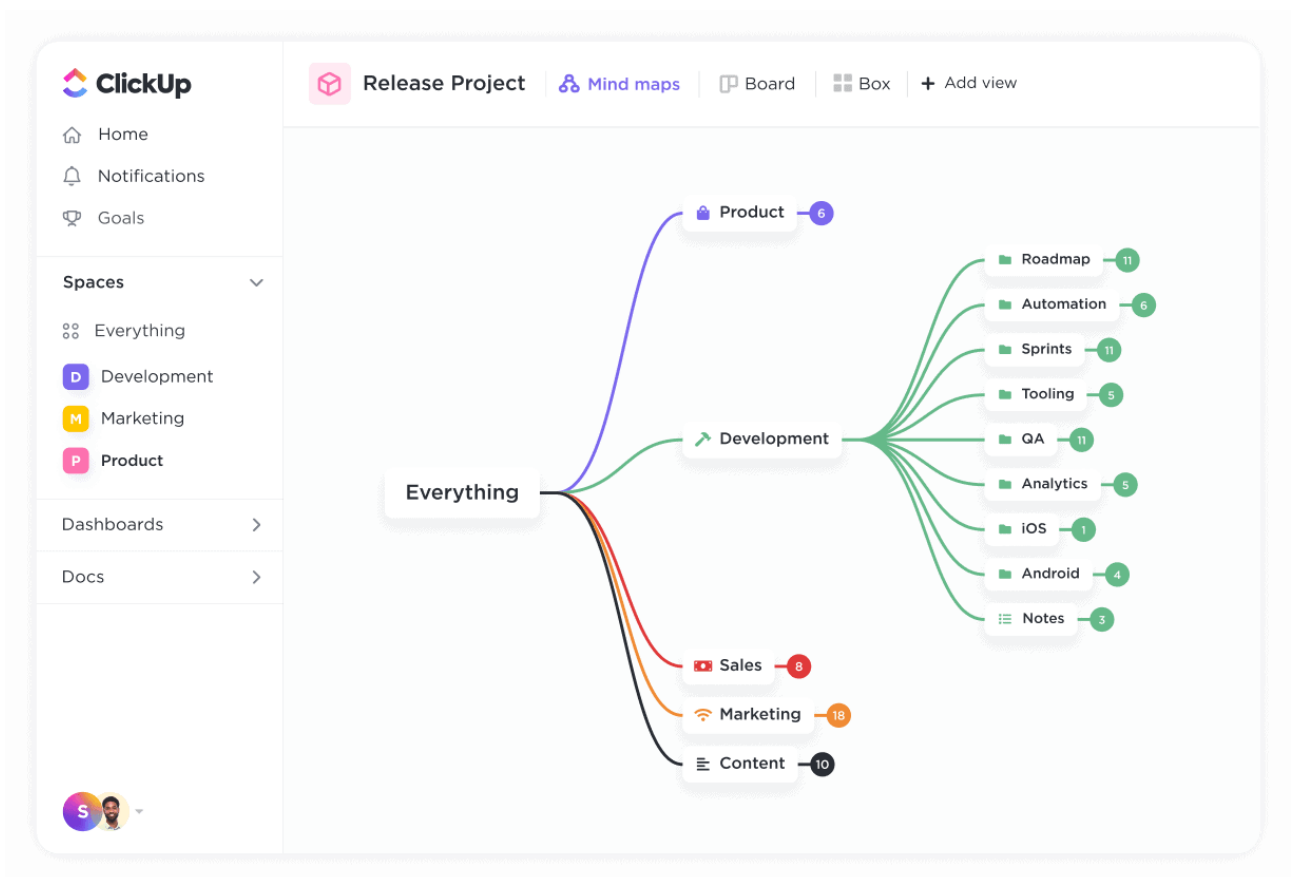 ClickUp
Home
Notifications
Goals
Spaces
Everything
D Development
M Marketing
P Product
Dashboards
Docs
S
Release Project
Mind maps
Board
Box
+ Add view
Everything
Product 6
Development
Roadmap 11
Automation 6
Sprints 11
Tooling 5
QA 11
Analytics 5
iOS 1
Android 4
Notes 3
Sales 8
Marketing 18
Content 10